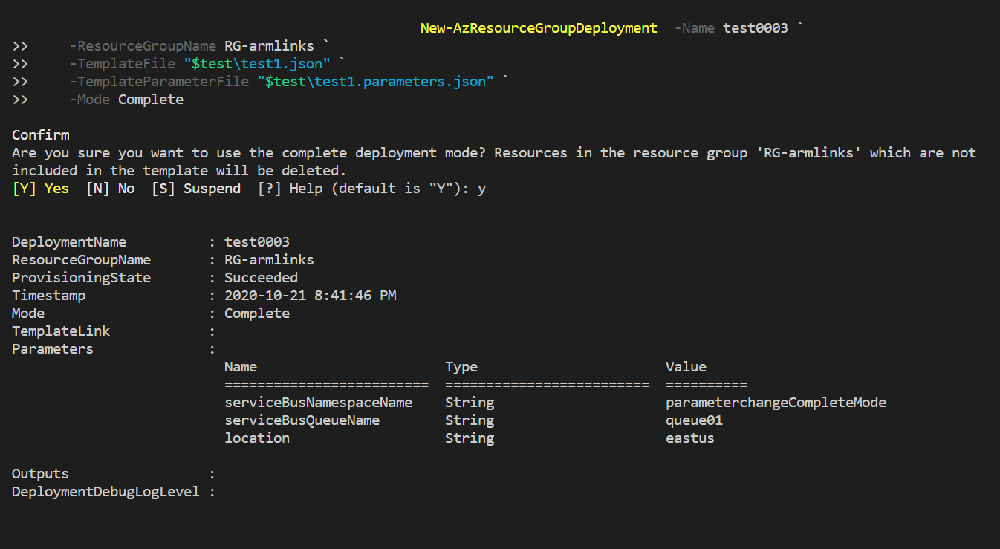 New-AzResourceGroupDeployment  -Name test0003 `
>>     -ResourceGroupName RG-armlinks `
>>     -TemplateFile "$test\test1.json" `
>>     -TemplateParameterFile "$test\test1.parameters.json" `
>>     -Mode Complete
Confirm
Are you sure you want to use the complete deployment mode? Resources in the resource group 'RG-armlinks' which are not
included in the template will be deleted.
[Y] Yes  [N] No  [S] Suspend  [?] Help (default is "Y"): y
DeploymentName          : test0003
ResourceGroupName       : RG-armlinks
ProvisioningState       : Succeeded
Timestamp               : 2020-10-21 8:41:46 PM
Mode                    : Complete
TemplateLink            :
Parameters              :
                          Name                       Type                       Value
                          =========================  =========================  ==========
                          serviceBusNamespaceName    String                     parameterchangeCompleteMode
                          serviceBusQueueName        String                     queue01
                          location                   String                     eastus
Outputs                 :
DeploymentDebugLogLevel :